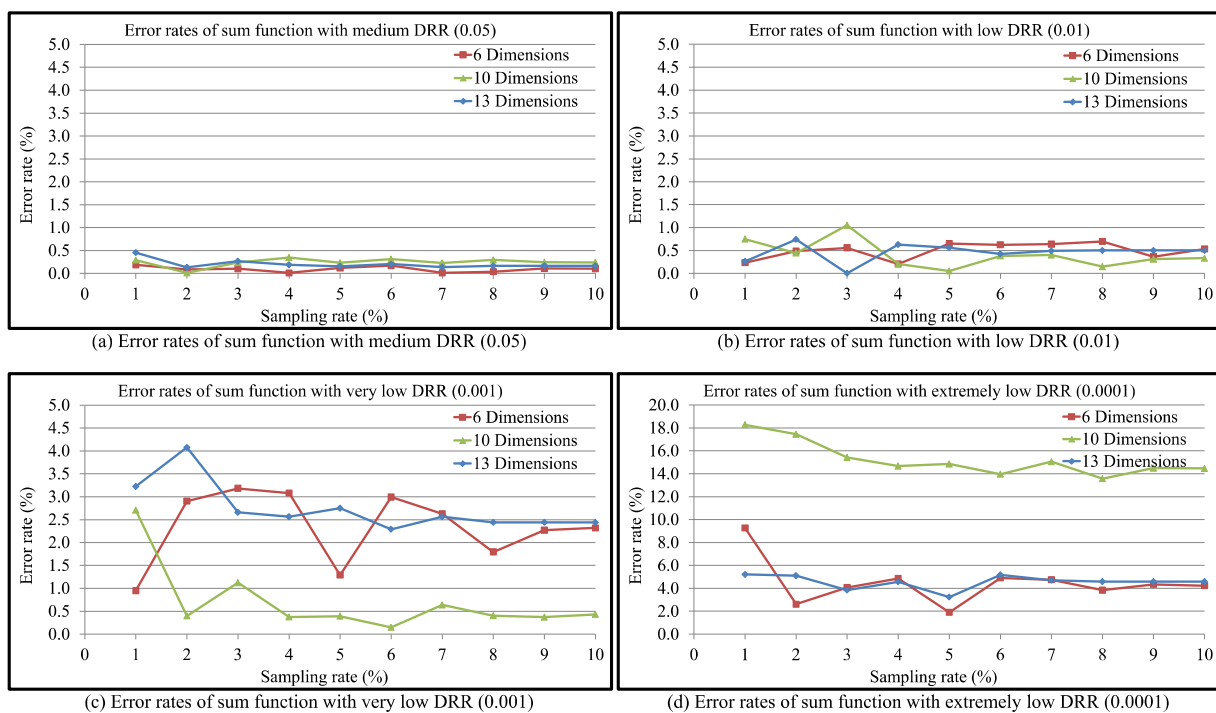 Error rates of sum function with medium DRR (0.05)
5.0
4.5
4.0
3.5
3.0
2.5
2.0
1.5
1.0
0.5
0.0
Error rate (%)
6 Dimensions
10 Dimensions
13 Dimensions
0 1 2 3 4 5 6 7 8 9 10
Sampling rate (%)
(a) Error rates of sum function with medium DRR (0.05)
Error rates of sum function with low DRR (0.01)
5.0
4.5
4.0
3.5
3.0
2.5
2.0
1.5
1.0
0.5
0.0
Error rate (%)
6 Dimensions
10 Dimensions
13 Dimensions
0 1 2 3 4 5 6 7 8 9 10
Sampling rate (%)
(b) Error rates of sum function with low DRR (0.01)
Error rates of sum function with very low DRR (0.001)
5.0
4.5
4.0
3.5
3.0
2.5
2.0
1.5
1.0
0.5
0.0
Error rate (%)
6 Dimensions
10 Dimensions
13 Dimensions
0 1 2 3 4 5 6 7 8 9 10
Sampling rate (%)
(c) Error rates of sum function with very low DRR (0.001)
Error rates of sum function with extremely low DRR (0.0001)
20.0
18.0
16.0
14.0
12.0
10.0
8.0
6.0
4.0
2.0
0.0
Error rate (%)
6 Dimensions
10 Dimensions
13 Dimensions
0 1 2 3 4 5 6 7 8 9 10
Sampling rate (%)
(d) Error rates of sum function with extremely low DRR (0.0001)